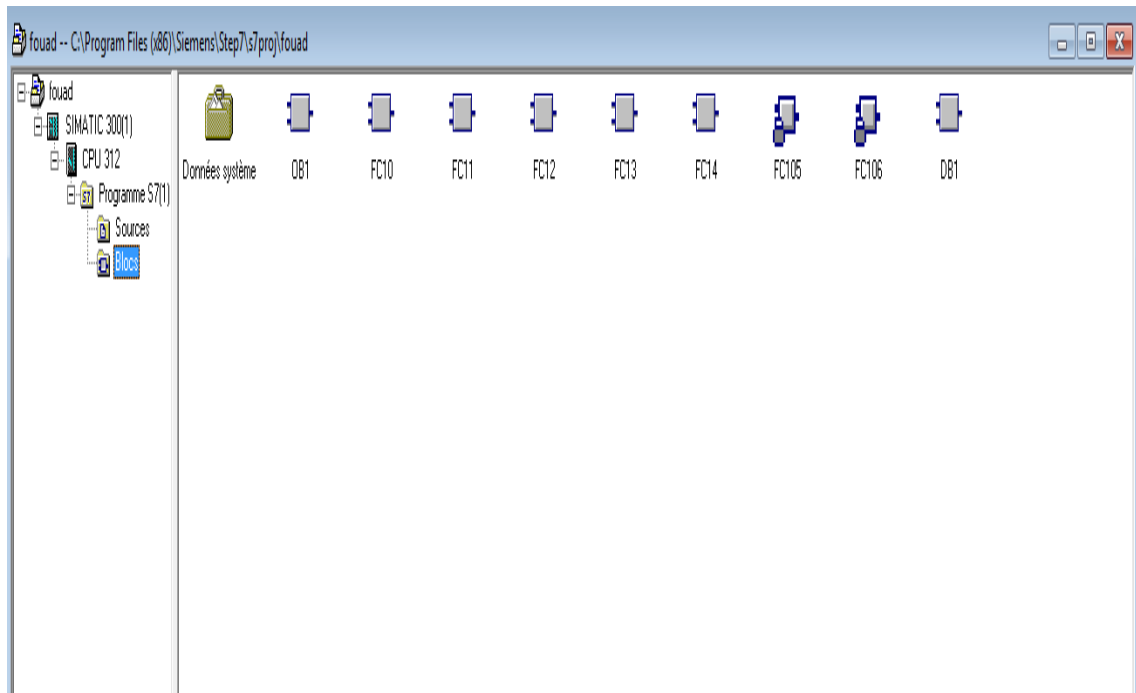 fouad -- C:\Program Files (x86)\Siemens\Step7\s7proj\fouad
fouad
SIMATIC 300(1)
CPU 312
Programme S7(1)
Sources
Blocs
Données système OB1 FC10 FC11 FC12 FC13 FC14 FC105 FC106 DB1